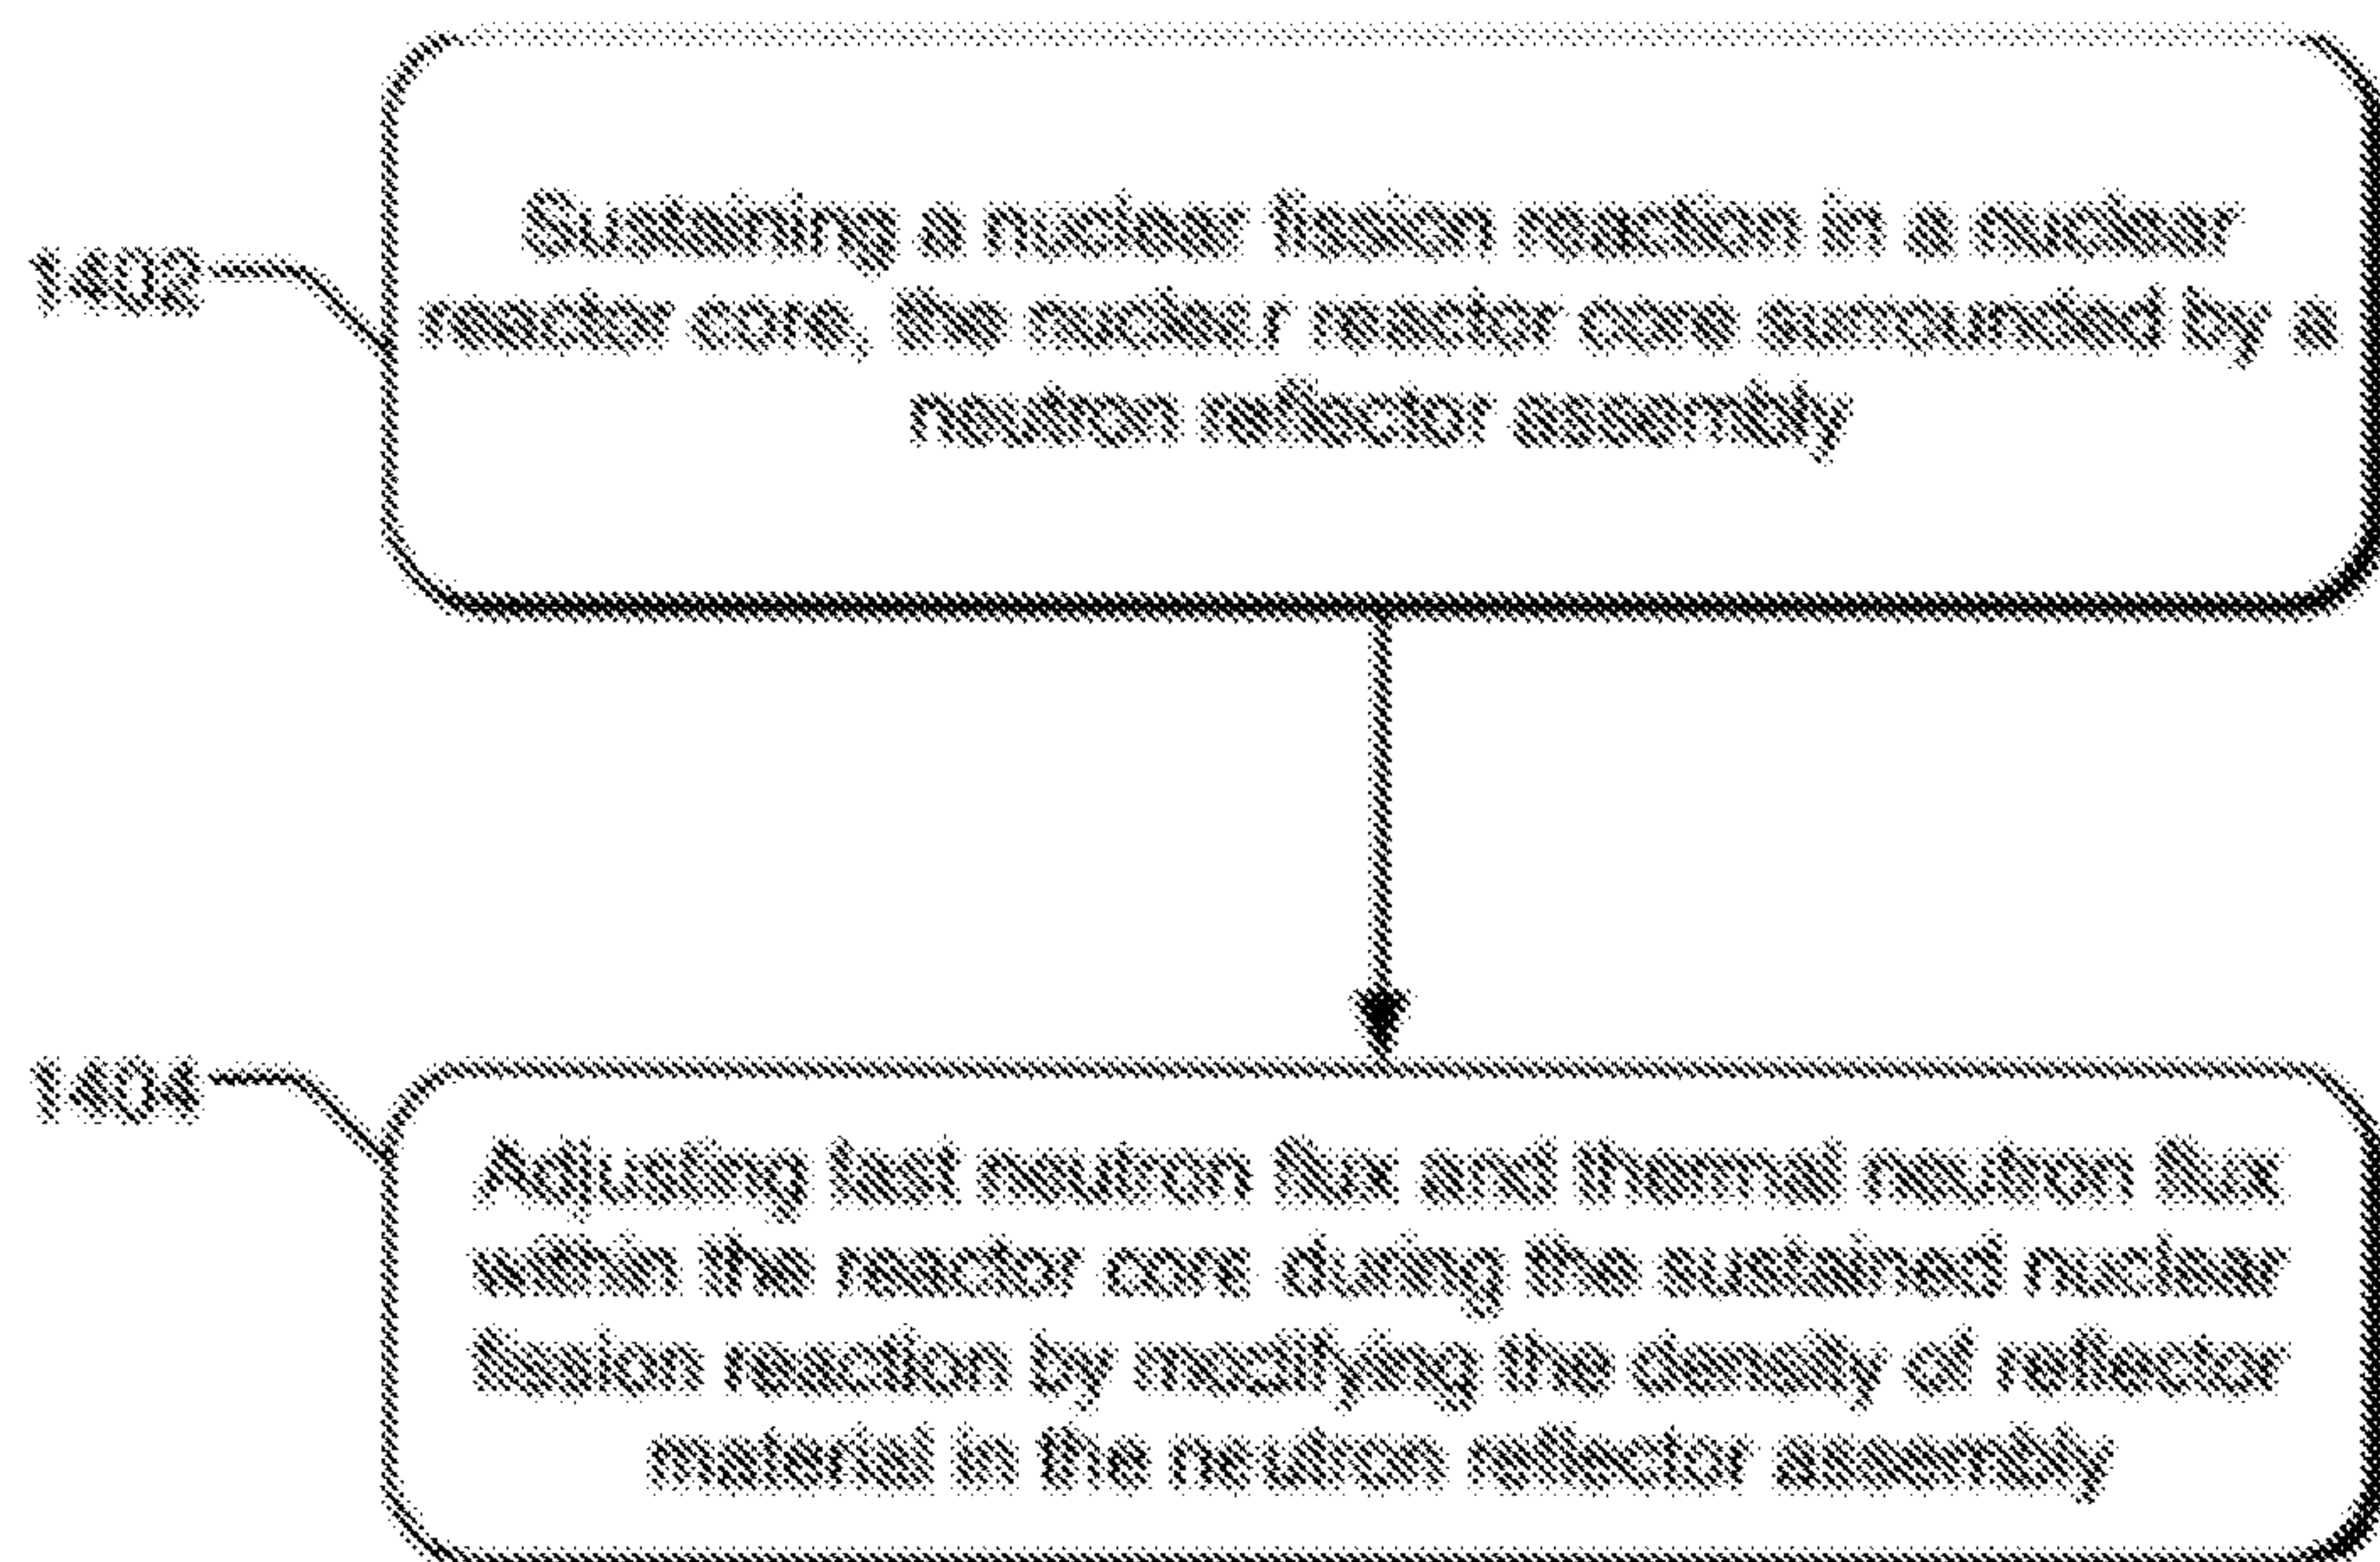 1402
Sustaining a nuclear fission reaction in a nuclear
reactor core, the nuclear reactor core surrounded by a
neutron reflector assembly
1404
Adjusting fast neutron flux and thermal neutron flux
within the reactor core during the sustained nuclear
fission reaction by modifying the density of reflector
material in the neutron reflector assembly